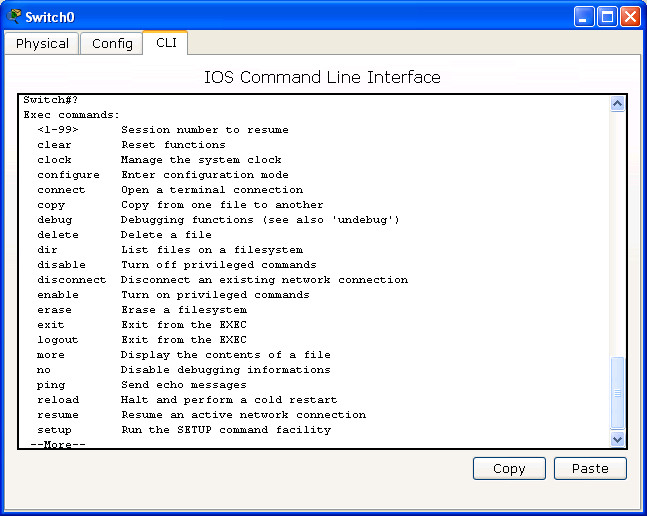 Switch0
Physical Config CLI
IOS Command Line Interface
Switch#?
Exec commands:
<1-99> Session number to resume
clear Reset functions
clock Manage the system clock
configure Enter configuration mode
connect Open a terminal connection
copy Copy from one file to another
debug Debugging functions (see also 'undebug')
delete Delete a file
dir List files on a filesystem
disable Turn off privileged commands
disconnect Disconnect an existing network connection
enable Turn on privileged commands
erase Erase a filesystem
exit Exit from the EXEC
logout Exit from the EXEC
more Display the contents of a file
no Disable debugging informations
ping Send echo messages
reload Halt and perform a cold restart
resume Resume an active network connection
setup Run the SETUP command facility
--More--
Copy Paste